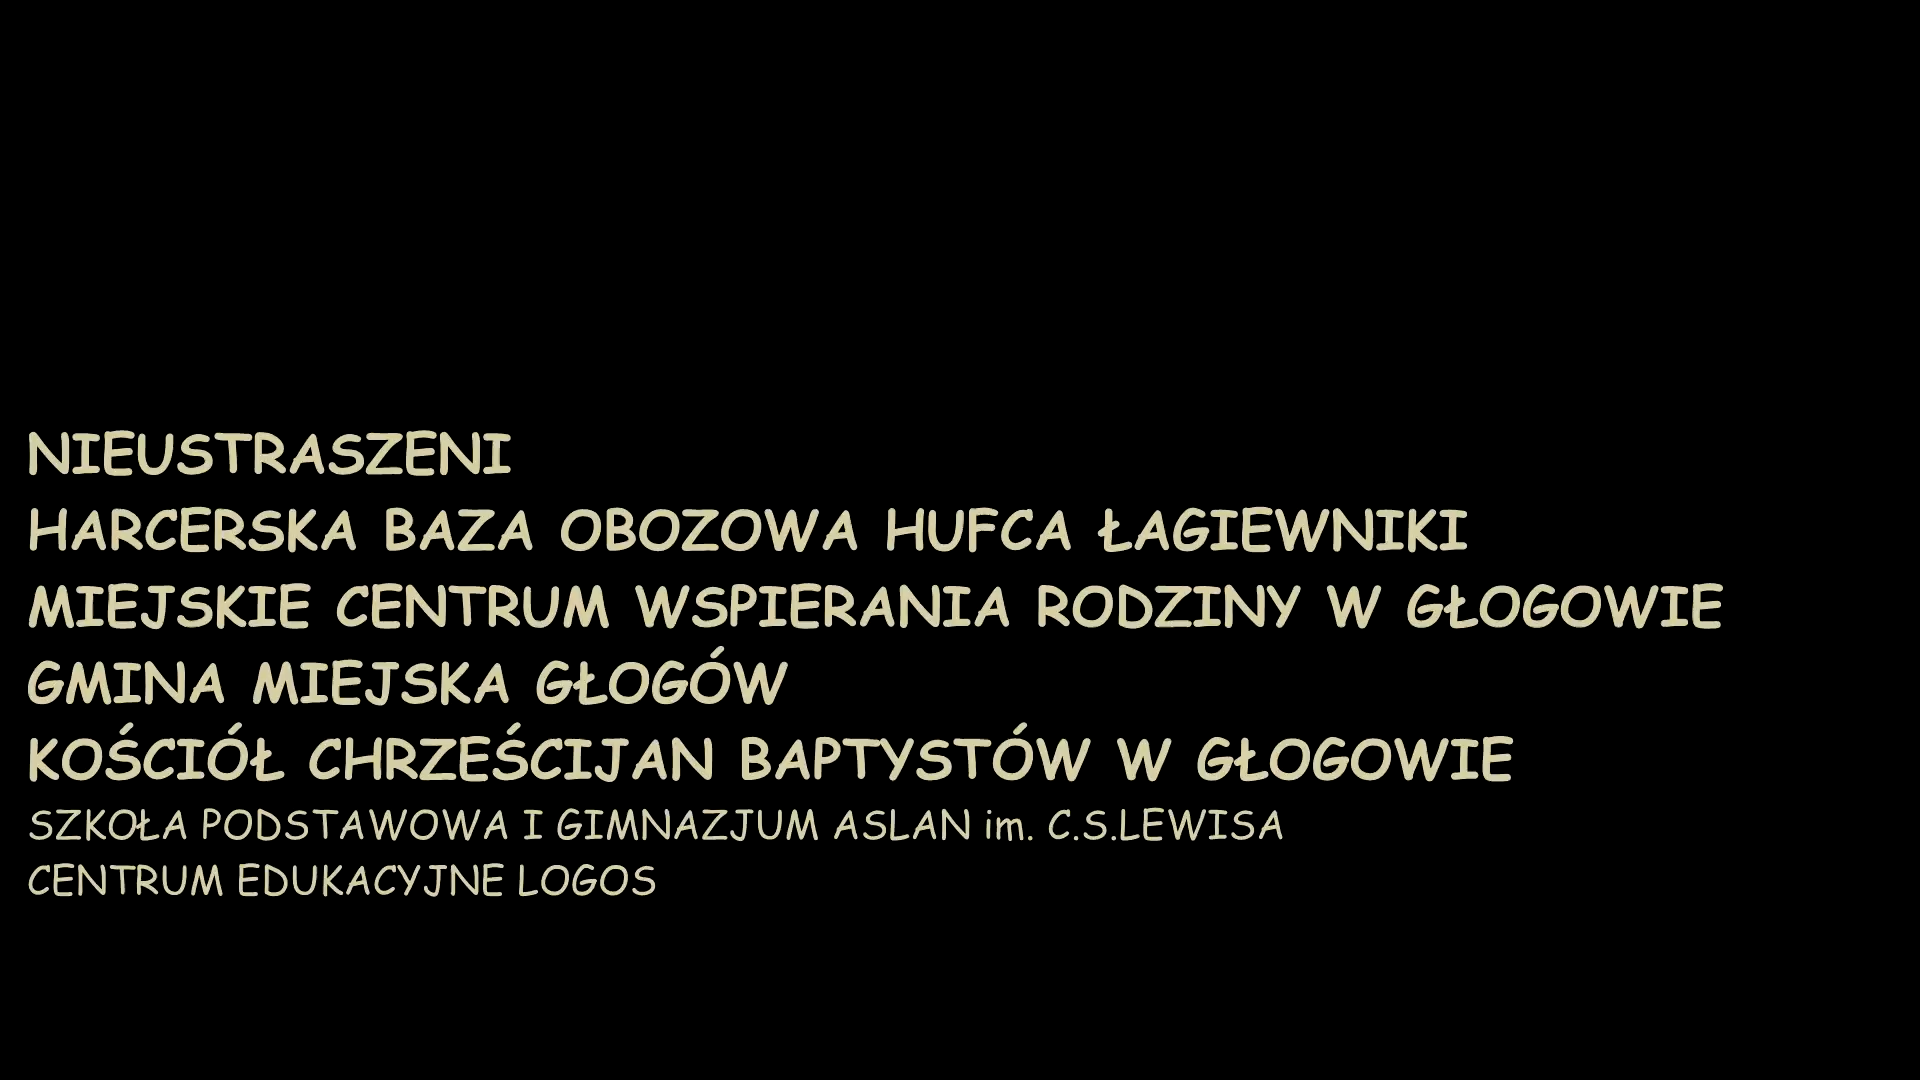 NIEUSTRASZENI
HARCERSKA BAZA OBOZOWA HUFCA ŁAGIEWNIKI
MIEJSKIE CENTRUM WSPIERANIA RODZINY W GŁOGOWIE
GMINA MIEJSKA GŁOGÓW
KOŚCIÓŁ CHRZEŚCIJAN BAPTYSTÓW W GŁOGOWIE
SZKOŁA PODSTAWOWA I GIMNAZJUM ASLAN im. C.S.LEWISA
CENTRUM EDUKACYJNE LOGOS